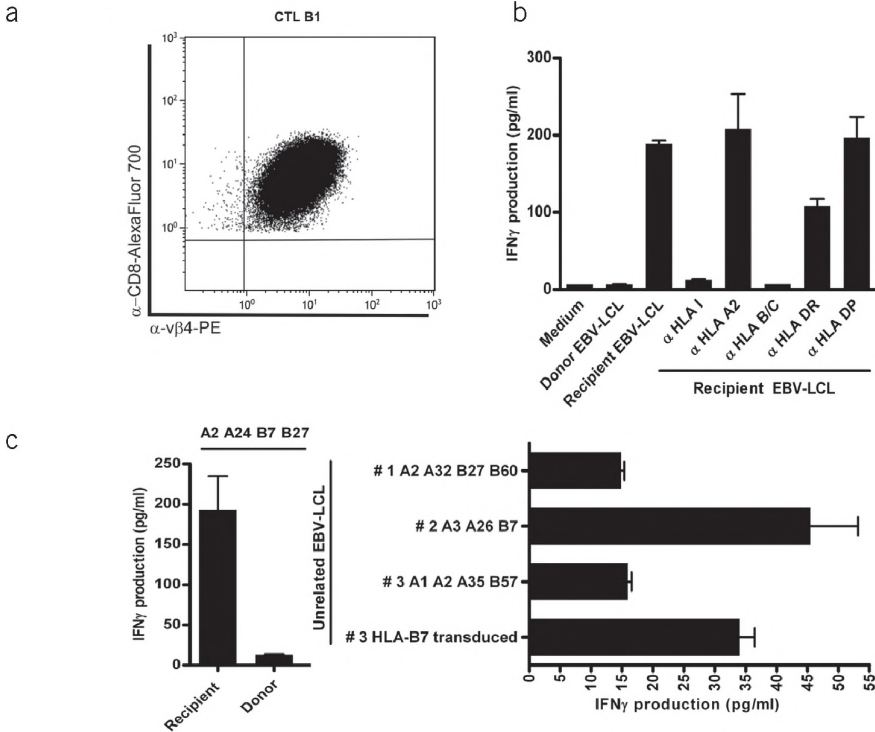 a
CTL B1
10³
10²
10¹
10⁰
10⁰ 10¹ 10² 10³
α–CD8-AlexaFluor 700
α-vβ4-PE
b
300
200
100
0
IFNγ production (pg/ml)
Medium
Donor EBV-LCL
Recipient EBV-LCL
α HLA I
α HLA A2
α HLA B/C
α HLA DR
α HLA DP
Recipient EBV-LCL
c
A2 A24 B7 B27
250
200
150
100
50
0
IFNγ production (pg/ml)
Recipient
Donor
Unrelated EBV-LCL
# 1 A2 A32 B27 B60
# 2 A3 A26 B7
# 3 A1 A2 A35 B57
# 3 HLA-B7 transduced
0 5 10 15 20 25 30 35 40 45 50 55
IFNγ production (pg/ml)